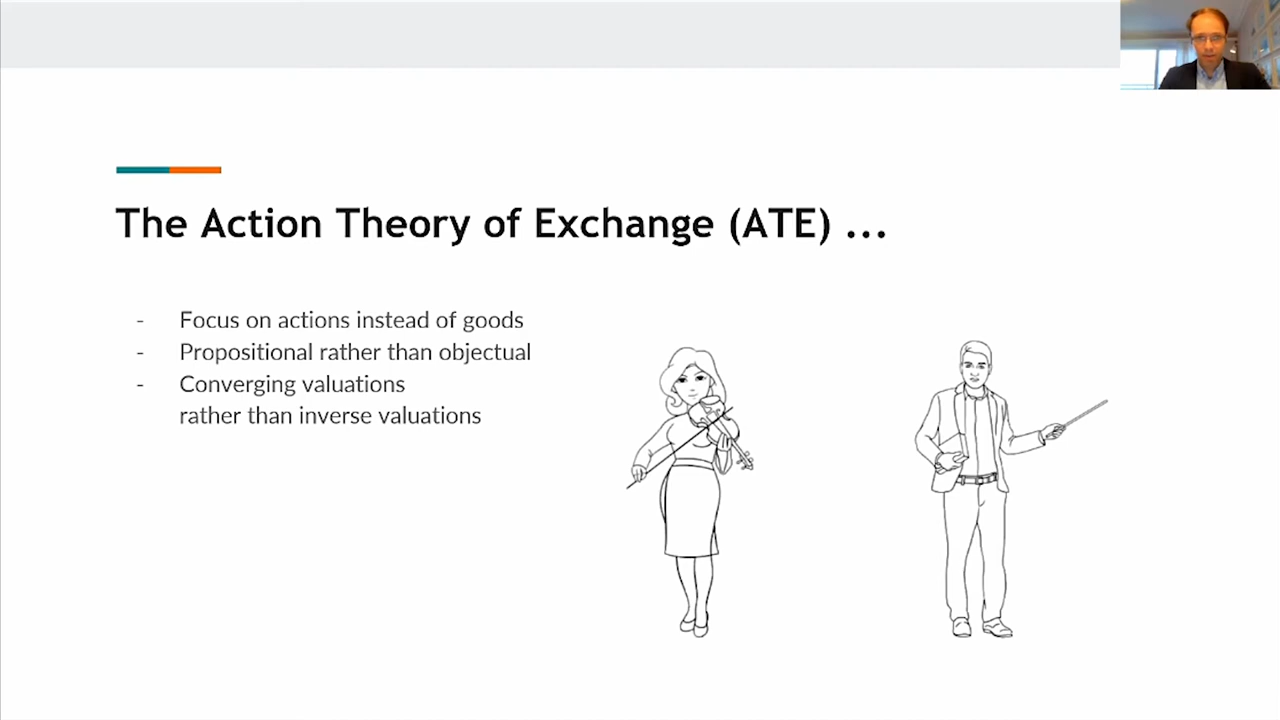 The Action Theory of Exchange (ATE) ...
- Focus on actions instead of goods
- Propositional rather than objectual
- Converging valuations
rather than inverse valuations